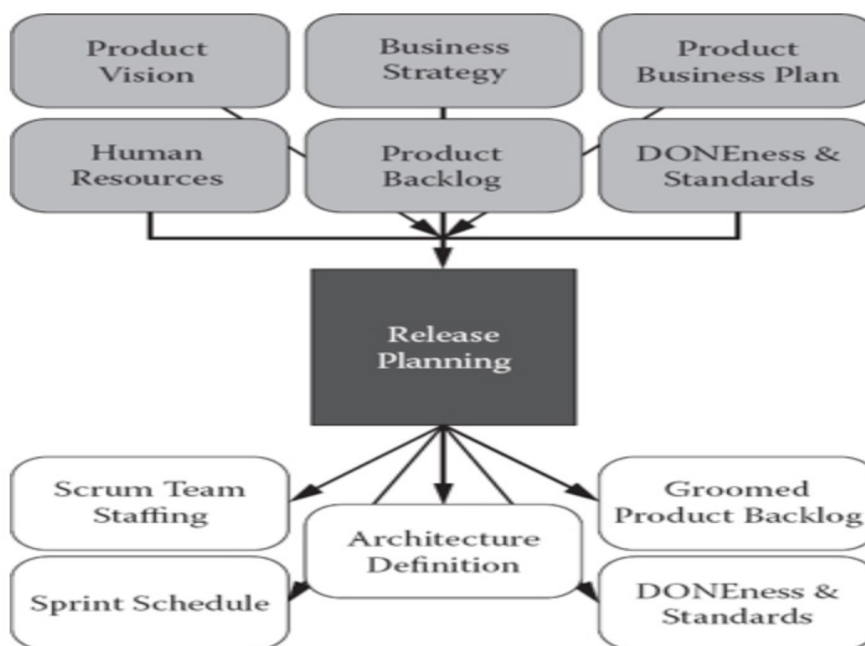 Product
Vision
Business
Strategy
Product
Business Plan
Human
Resources
Product
Backlog
DONEness &
Standards
Release
Planning
Scrum Team
Staffing
Architecture
Definition
Groomed
Product Backlog
Sprint Schedule
DONEness &
Standards